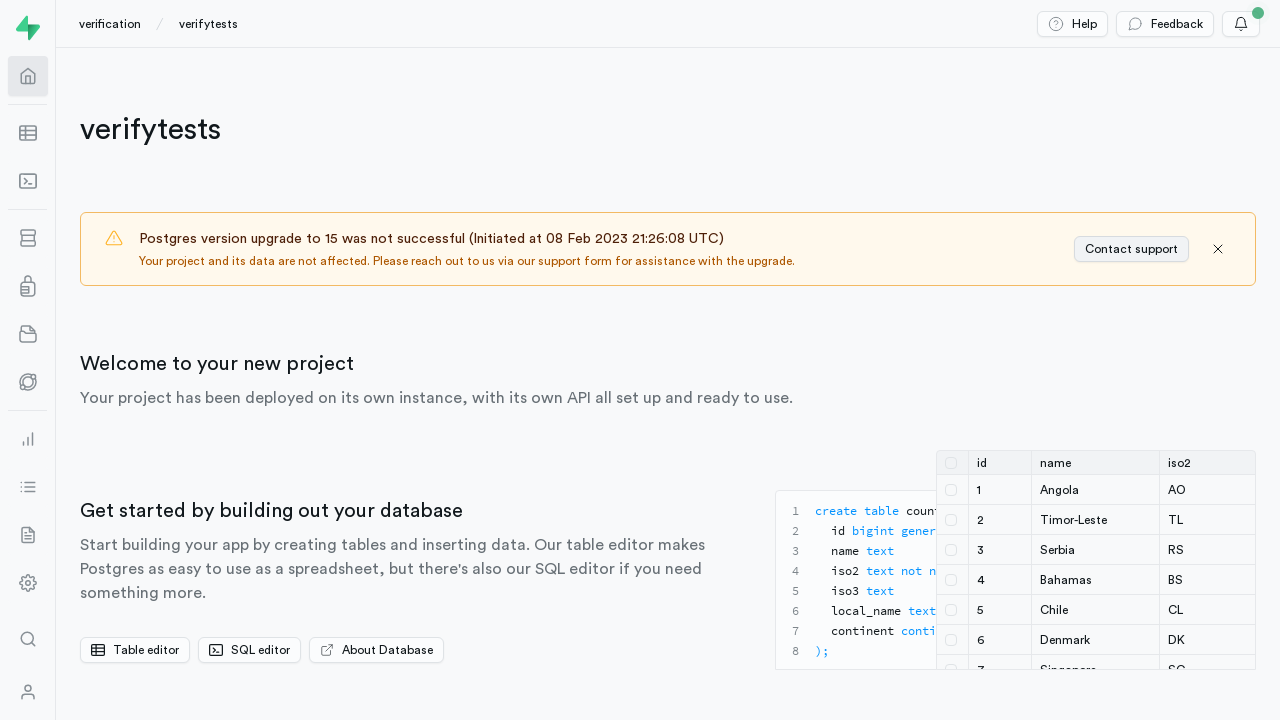 verification / verifytests
Help
Feedback
verifytests
Postgres version upgrade to 15 was not successful (Initiated at 08 Feb 2023 21:26:08 UTC)
Your project and its data are not affected. Please reach out to us via our support form for assistance with the upgrade.
Contact support
Welcome to your new project
Your project has been deployed on its own instance, with its own API all set up and ready to use.
Get started by building out your database
Start building your app by creating tables and inserting data. Our table editor makes
Postgres as easy to use as a spreadsheet, but there's also our SQL editor if you need
something more.
Table editor
SQL editor
About Database
1 create table count
2 id bigint gener
3 name text
4 iso2 text not n
5 iso3 text
6 local_name text
7 continent conti
8 );
id name iso2
1 Angola AO
2 Timor-Leste TL
3 Serbia RS
4 Bahamas BS
5 Chile CL
6 Denmark DK
7 Singapore SG